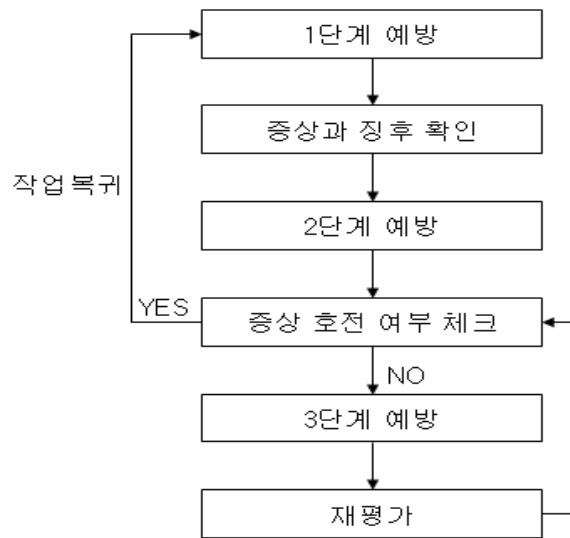 1단계 예방
증상과 징후 확인
작업복귀
2단계 예방
YES
증상 호전 여부 체크
NO
3단계 예방
재평가